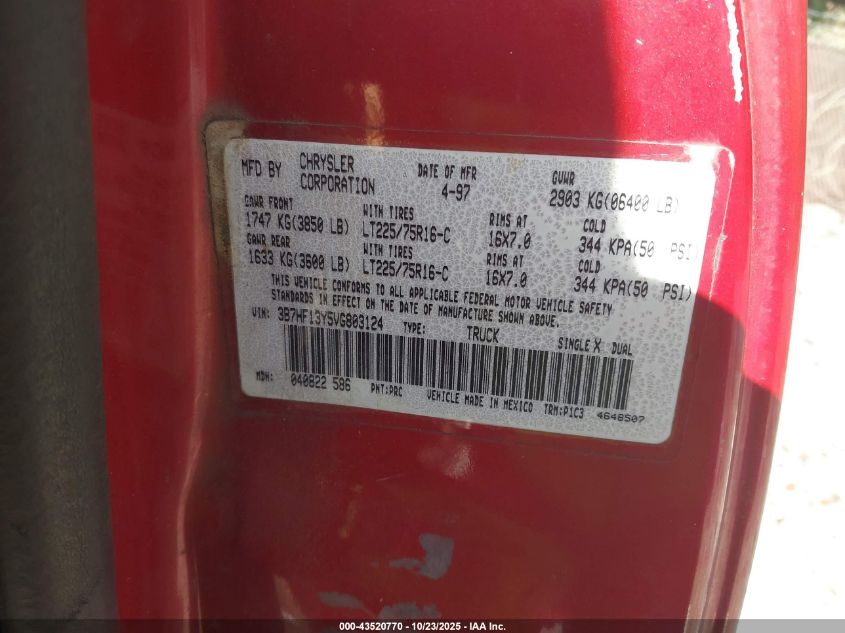 MFD BY CHRYSLER CORPORATION DATE OF MFR 4-97 GVWR 2903 KG(06400 LB)
GAWR FRONT WITH TIRES RIMS AT COLD
1747 KG(3850 LB) LT225/75R16-C 16X7.0 344 KPA(50 PSI)
GAWR REAR WITH TIRES RIMS AT COLD
1633 KG(3600 LB) LT225/75R16-C 16X7.0 344 KPA(50 PSI)
THIS VEHICLE CONFORMS TO ALL APPLICABLE FEDERAL MOTOR VEHICLE SAFETY
STANDARDS IN EFFECT ON THE DATE OF MANUFACTURE SHOWN ABOVE.
VIN: 3B7HF13Y5VG803124 TYPE: TRUCK SINGLE X DUAL
MDH: 040822 586 PNT:PRC VEHICLE MADE IN MEXICO TRM:P1C3 4648507
000-43520770 - 10/23/2025 - IAA Inc.